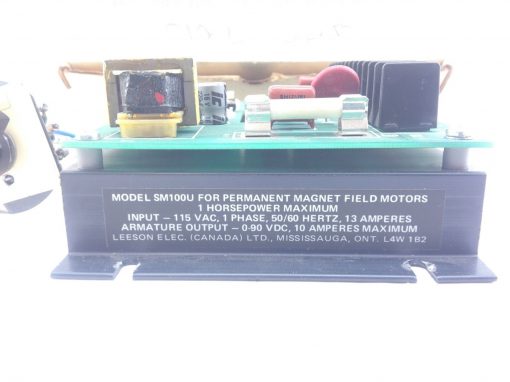 MODEL SM100U FOR PERMANENT MAGNET FIELD MOTORS
1 HORSEPOWER MAXIMUM
INPUT – 115 VAC, 1 PHASE, 50/60 HERTZ, 13 AMPERES
ARMATURE OUTPUT – 0-90 VDC, 10 AMPERES MAXIMUM
LEESON ELEC. (CANADA) LTD., MISSISSAUGA, ONT. L4W 1B2